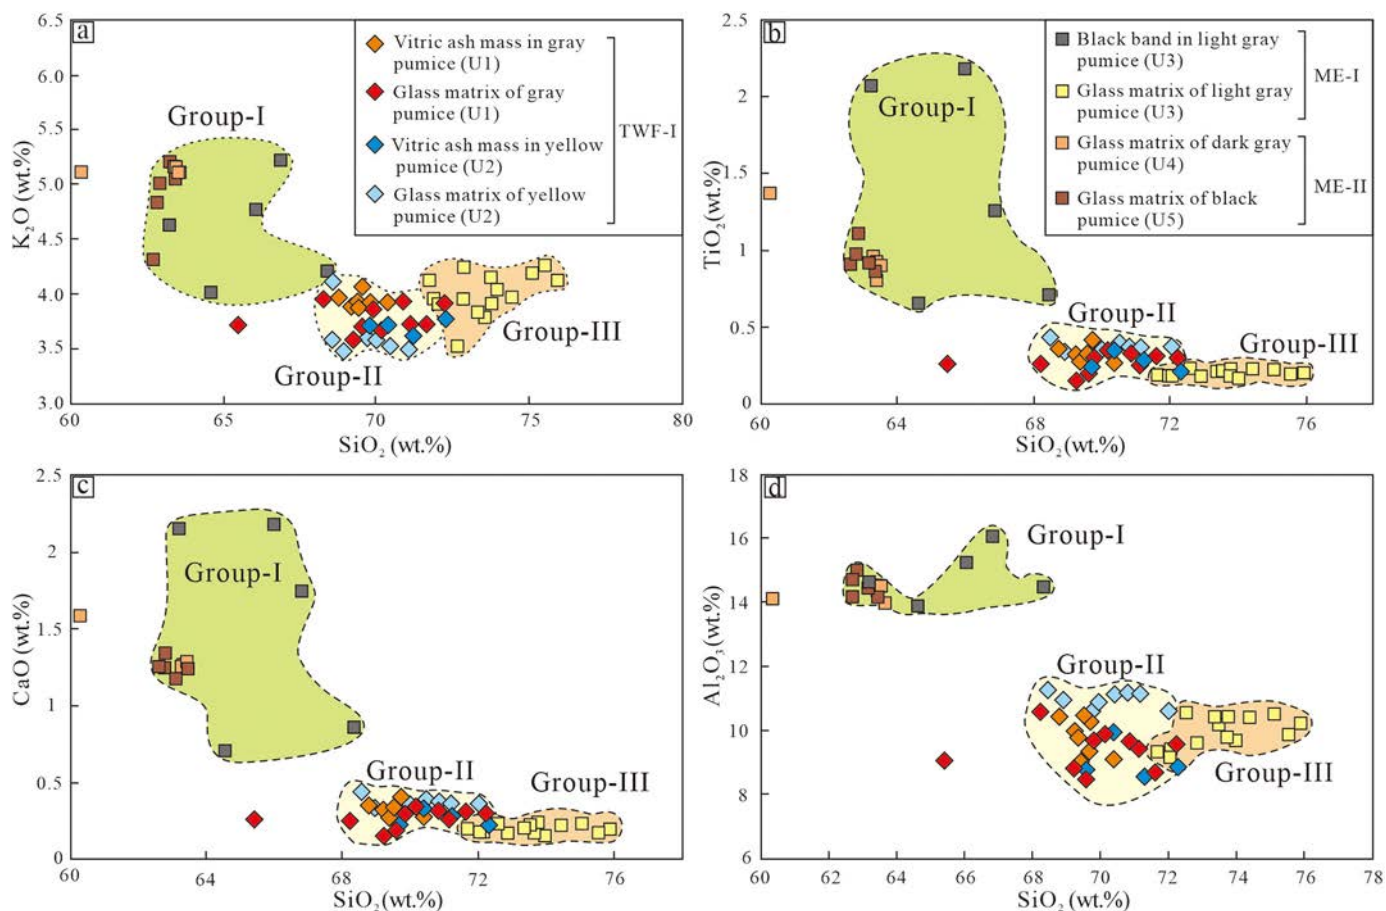 a
6.5
6.0
5.5
5.0
4.5
4.0
3.5
3.0
K₂O (wt.%)
60
65
70
75
80
SiO₂ (wt.%)
Group-I
Group-II
Group-III
Vitric ash mass in gray
pumice (U1)
Glass matrix of gray
pumice (U1)
Vitric ash mass in yellow
pumice (U2)
Glass matrix of yellow
pumice (U2)
TWF-I
b
2.5
2
1.5
1
0.5
0
TiO₂(wt.%)
60
64
68
72
76
SiO₂(wt.%)
Group-I
Group-II
Group-III
Black band in light gray
pumice (U3)
Glass matrix of light gray
pumice (U3)
ME-I
Glass matrix of dark gray
pumice (U4)
Glass matrix of black
pumice (U5)
ME-II
c
2.5
2
1.5
1
0.5
0
CaO (wt.%)
60
64
68
72
76
SiO₂(wt.%)
Group-I
Group-II
Group-III
d
18
16
14
12
10
8
6
Al₂O₃(wt.%)
60
62
64
66
68
70
72
74
76
78
SiO₂(wt.%)
Group-I
Group-II
Group-III